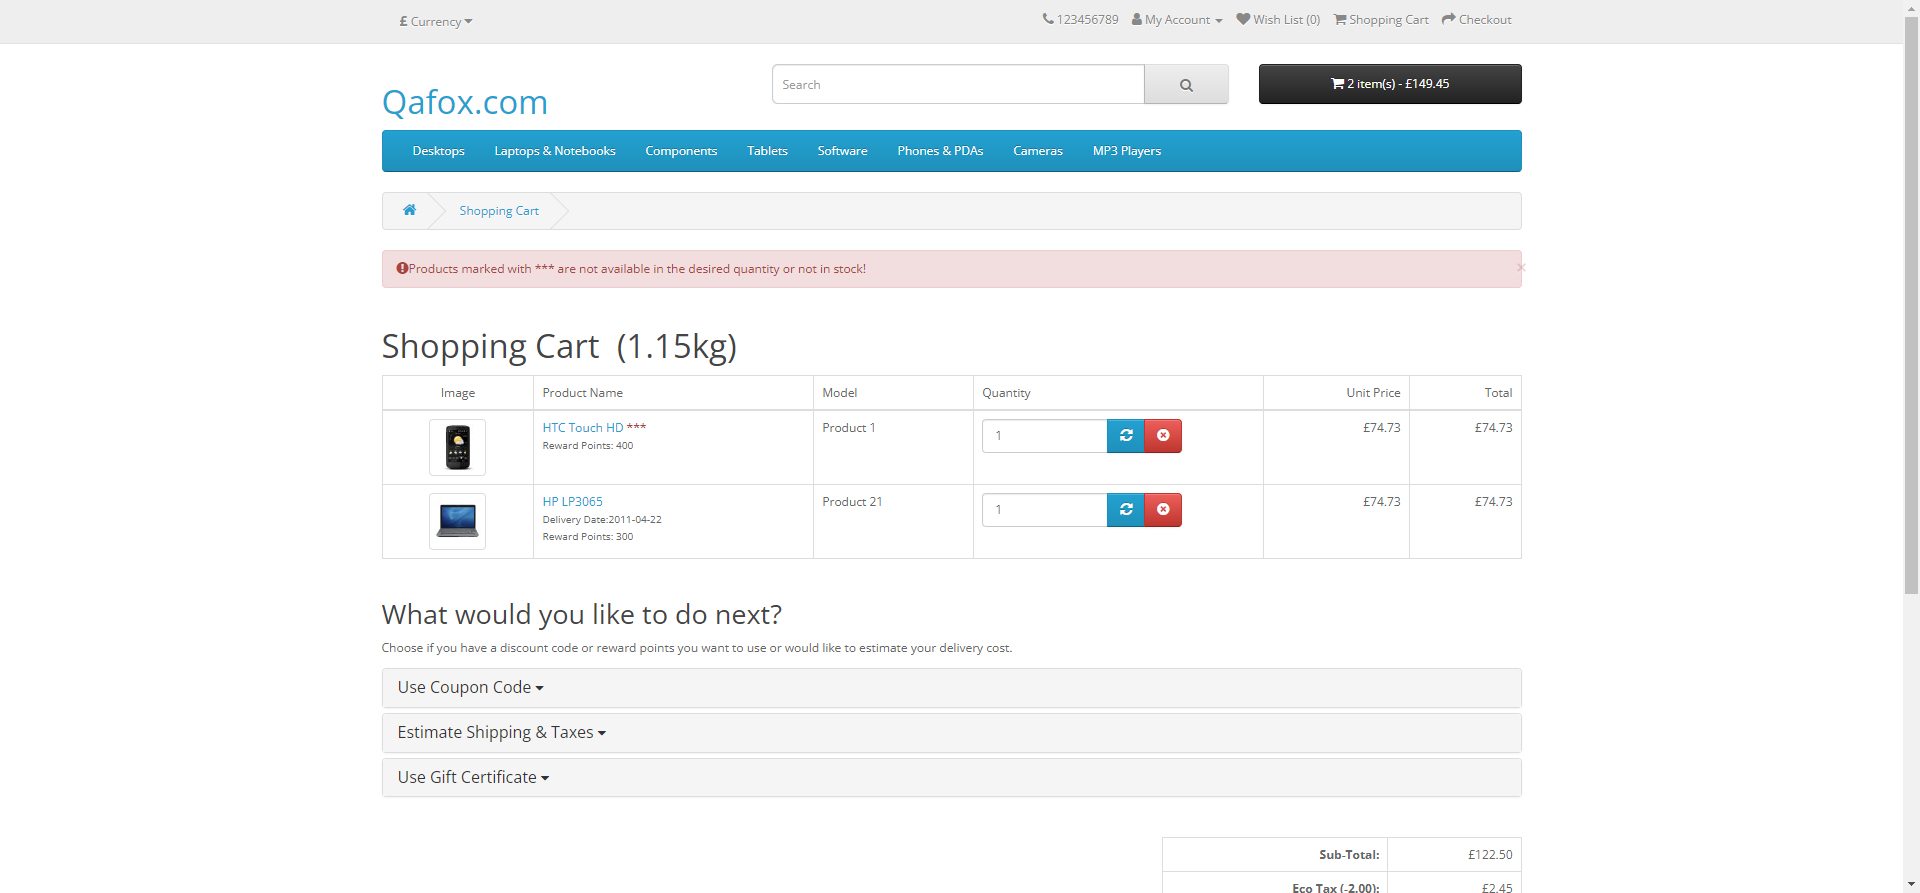 £ Currency
123456789 My Account Wish List (0) Shopping Cart Checkout
Qafox.com
Search
2 item(s) - £149.45
Desktops Laptops & Notebooks Components Tablets Software Phones & PDAs Cameras MP3 Players
Shopping Cart
Products marked with *** are not available in the desired quantity or not in stock!
×
Shopping Cart (1.15kg)
Image Product Name Model Quantity Unit Price Total
HTC Touch HD *** Product 1 1 £74.73 £74.73
Reward Points: 400
HP LP3065 Product 21 1 £74.73 £74.73
Delivery Date:2011-04-22
Reward Points: 300
What would you like to do next?
Choose if you have a discount code or reward points you want to use or would like to estimate your delivery cost.
Use Coupon Code
Estimate Shipping & Taxes
Use Gift Certificate
Sub-Total: £122.50
Eco Tax (-2.00): £2.45